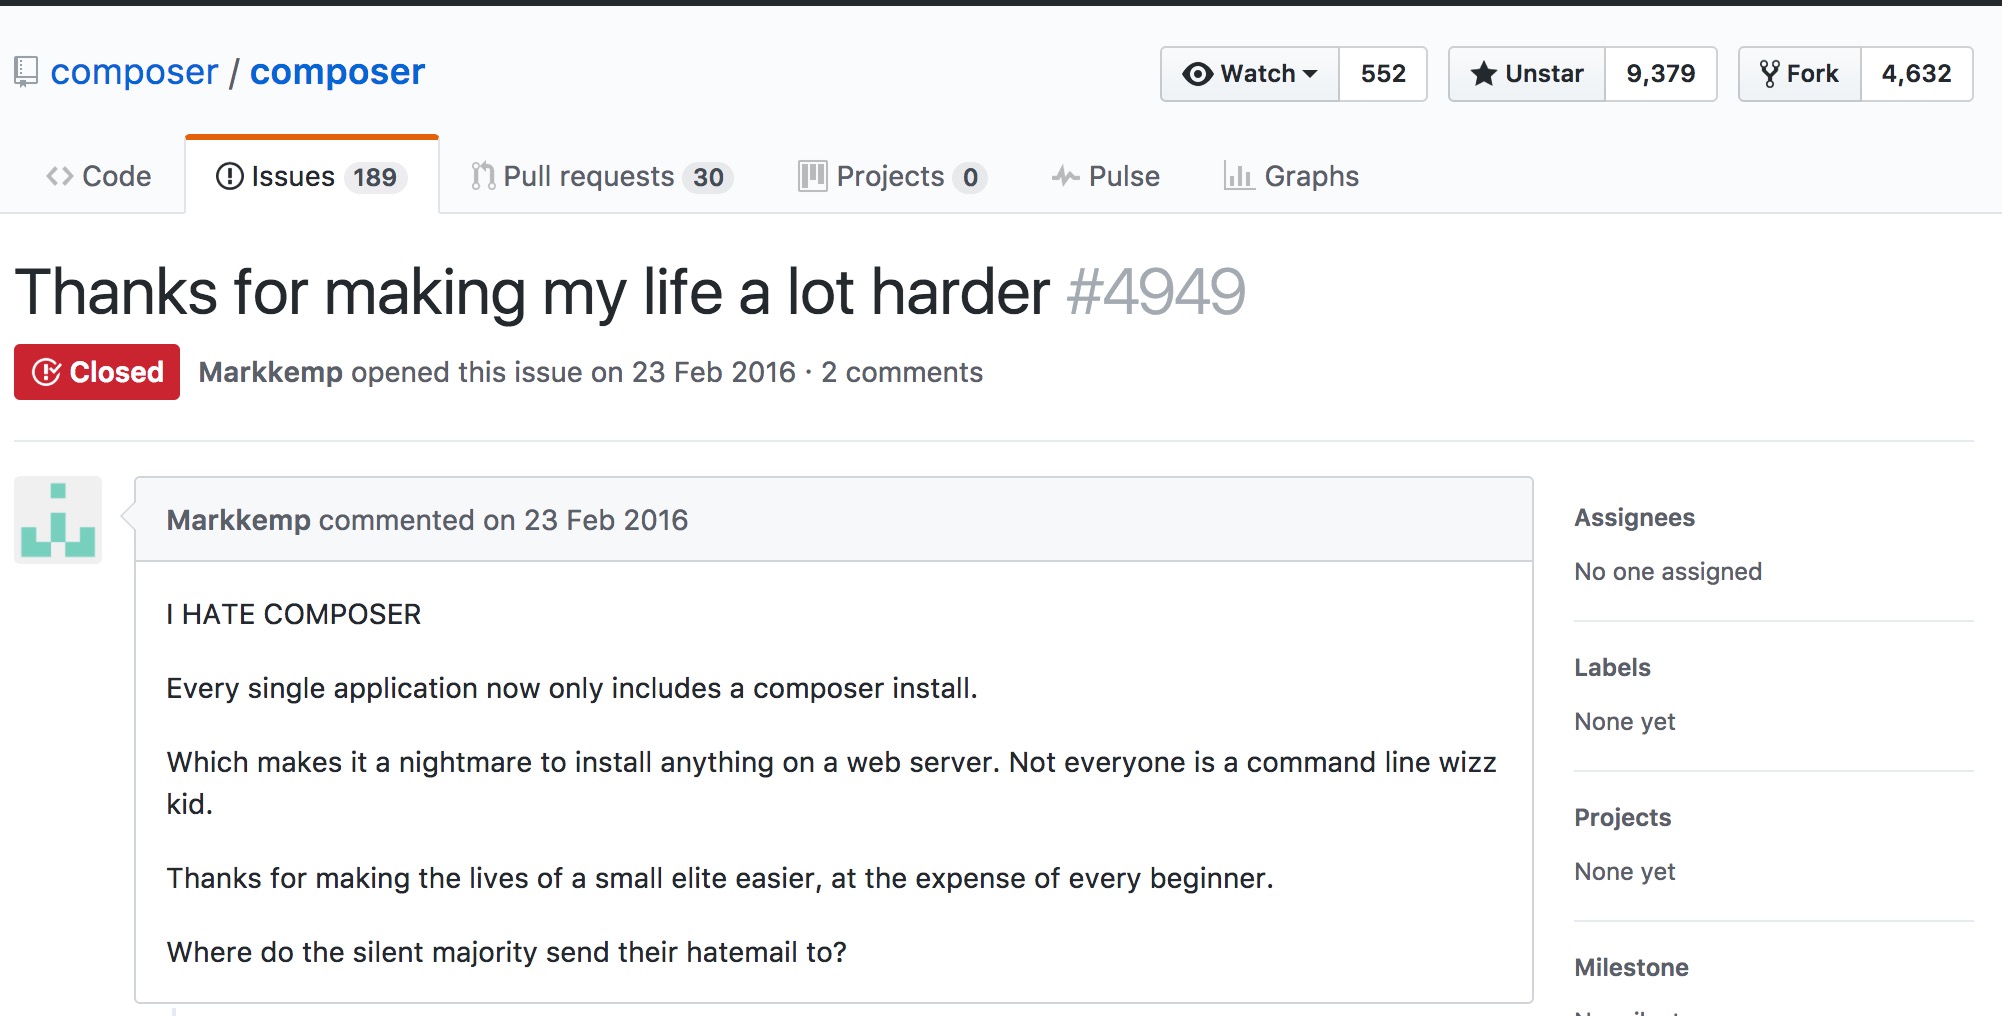 composer / composer
Watch 552 Unstar 9,379 Fork 4,632
Code Issues 189 Pull requests 30 Projects 0 Pulse Graphs
Thanks for making my life a lot harder #4949
Closed Markkemp opened this issue on 23 Feb 2016 · 2 comments
Markkemp commented on 23 Feb 2016
I HATE COMPOSER
Every single application now only includes a composer install.
Which makes it a nightmare to install anything on a web server. Not everyone is a command line wizz
kid.
Thanks for making the lives of a small elite easier, at the expense of every beginner.
Where do the silent majority send their hatemail to?
Assignees
No one assigned
Labels
None yet
Projects
None yet
Milestone